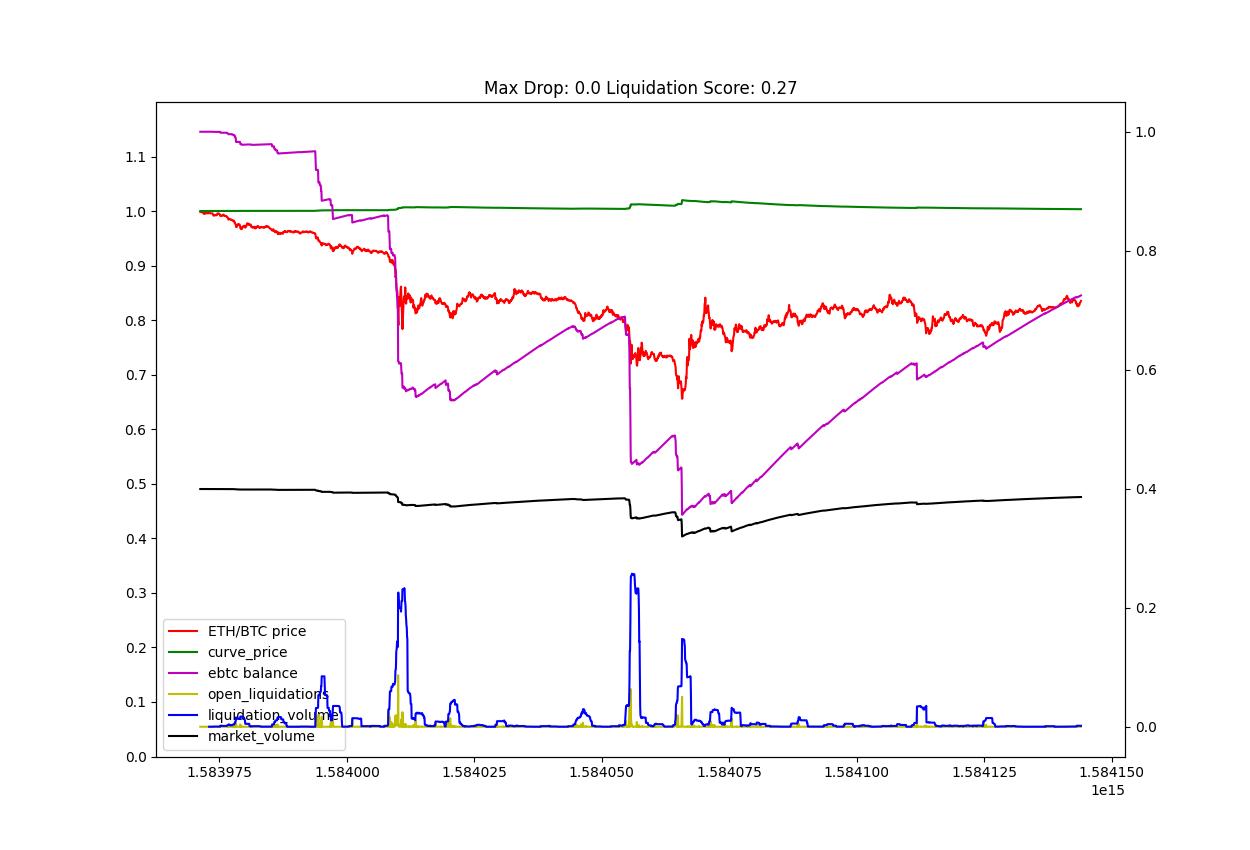 Max Drop: 0.0 Liquidation Score: 0.27
1.1
1.0
0.9
0.8
0.7
0.6
0.5
0.4
0.3
0.2
0.1
0.0
1.0
0.8
0.6
0.4
0.2
0.0
ETH/BTC price
curve_price
ebtc balance
open_liquidations
liquidation_volume
market_volume
1.583975 1.584000 1.584025 1.584050 1.584075 1.584100 1.584125 1.584150
1e15